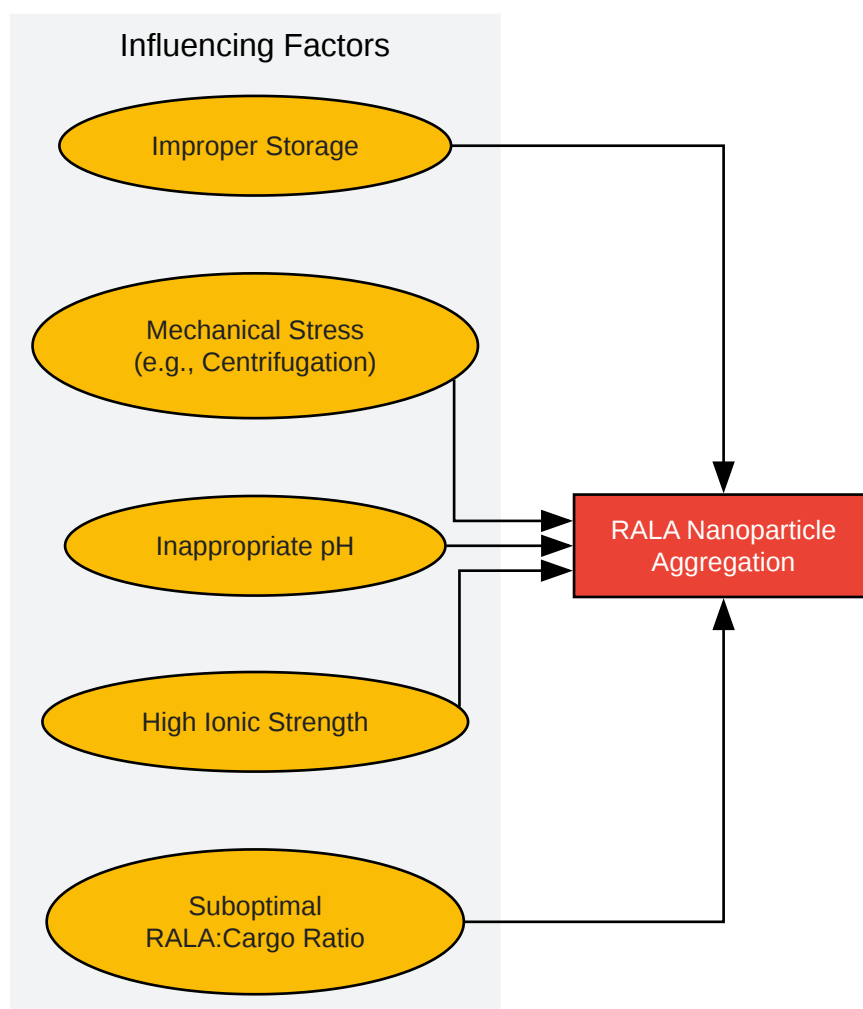 Influencing Factors
Improper Storage
Mechanical Stress
(e.g., Centrifugation)
Inappropriate pH
RALA Nanoparticle
Aggregation
High Ionic Strength
Suboptimal
RALA:Cargo Ratio